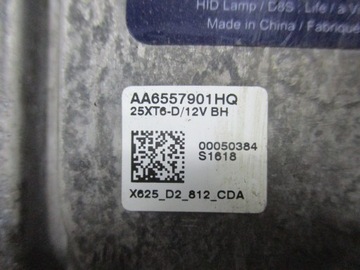 HID Lamp / D8S ; Life / a V
Made in China / Fabriqué
AA6557901HQ
25XT6-D/12V BH
00050384
S1618
X625_D2_812_CDA